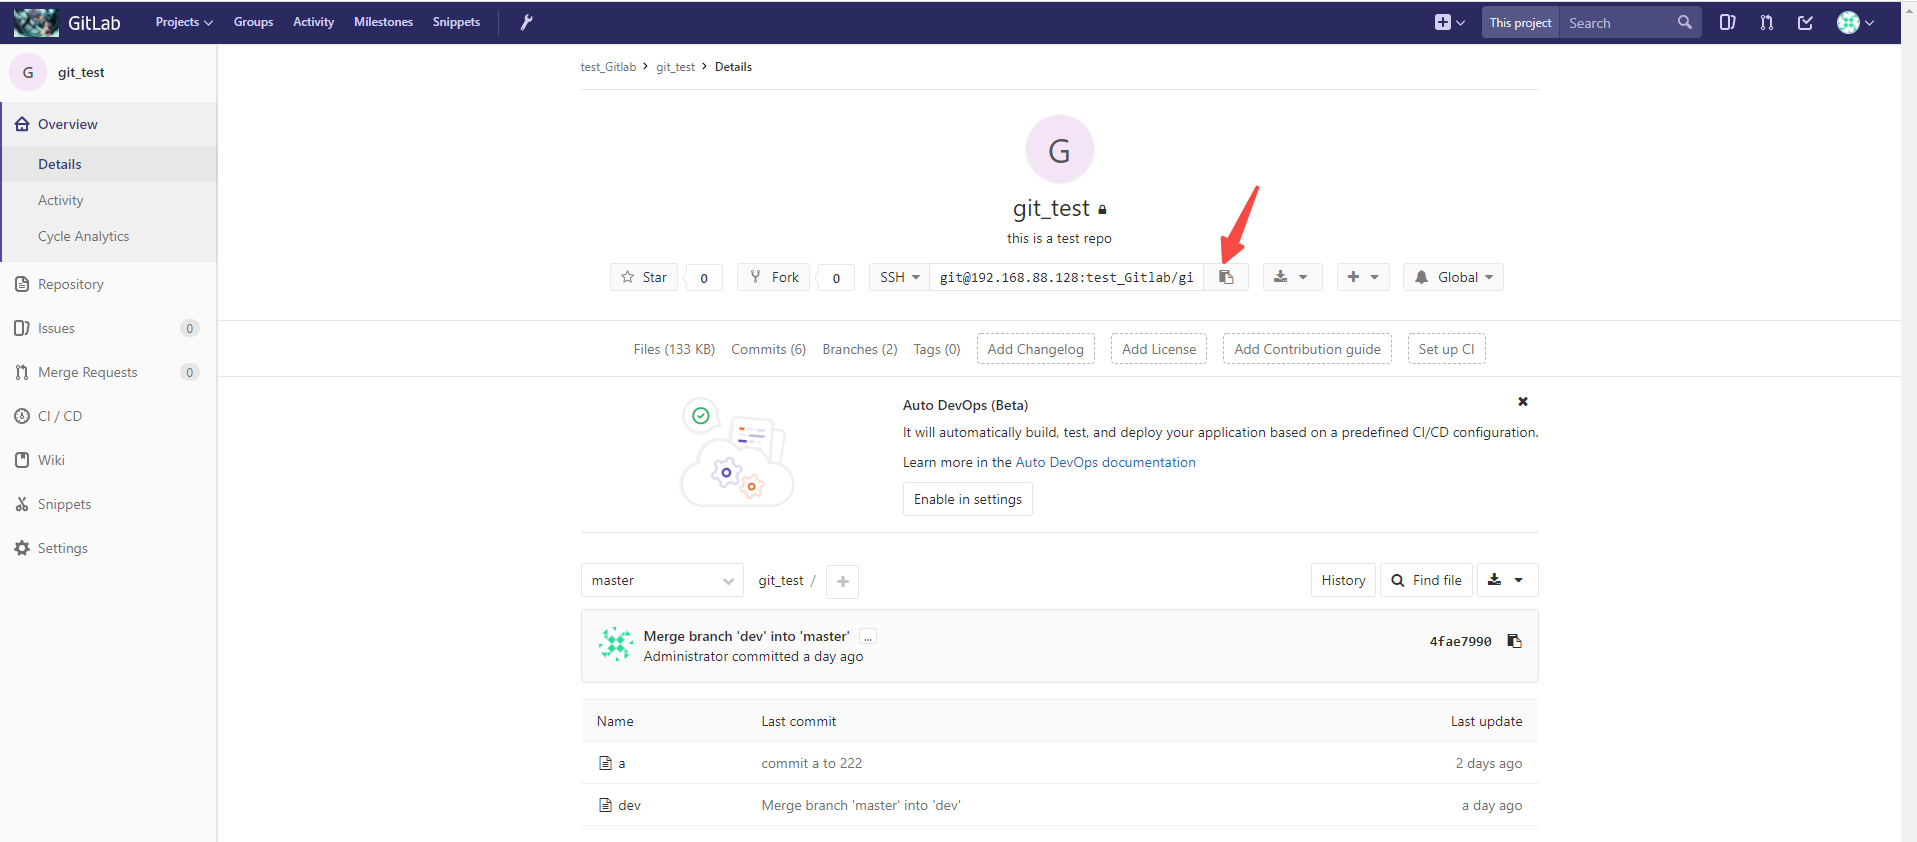 GitLab Projects Groups Activity Milestones Snippets This project Search
G git_test
test_Gitlab > git_test > Details
Overview
Details
Activity
Cycle Analytics
Repository
Issues 0
Merge Requests 0
CI / CD
Wiki
Snippets
Settings
G
git_test
this is a test repo
Star 0 Fork 0 SSH git@192.168.88.128:test_Gitlab/gi Global
Files (133 KB) Commits (6) Branches (2) Tags (0) Add Changelog Add License Add Contribution guide Set up CI
Auto DevOps (Beta)
It will automatically build, test, and deploy your application based on a predefined CI/CD configuration.
Learn more in the Auto DevOps documentation
Enable in settings
master git_test / + History Find file
Merge branch 'dev' into 'master' ... 4fae7990
Administrator committed a day ago
Name Last commit Last update
a commit a to 222 2 days ago
dev Merge branch 'master' into 'dev' a day ago